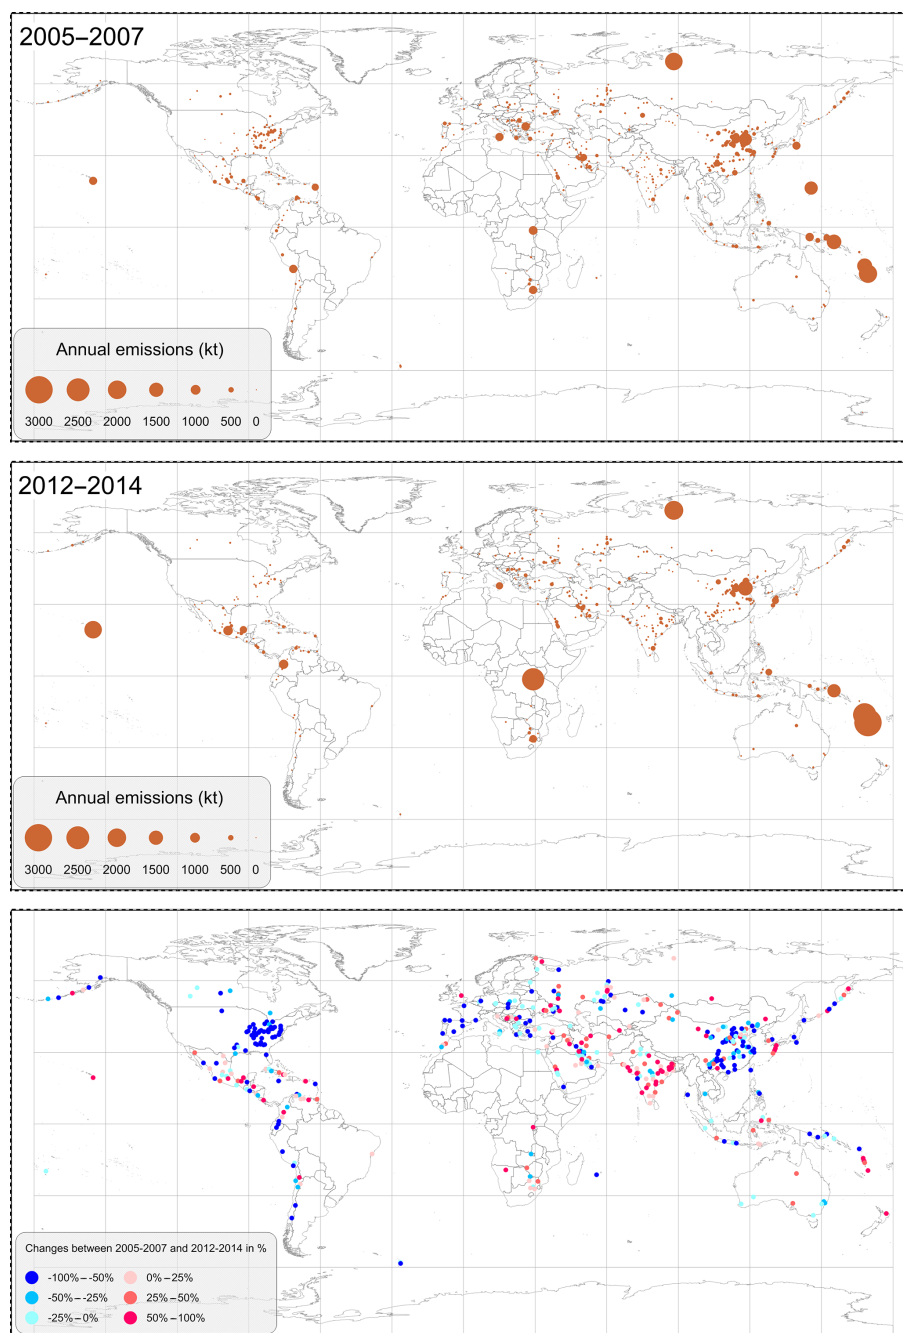 2005–2007
Annual emissions (kt)
3000 2500 2000 1500 1000 500 0
2012–2014
Annual emissions (kt)
3000 2500 2000 1500 1000 500 0
Changes between 2005-2007 and 2012-2014 in %
-100% – -50% 0% – 25%
-50% – -25% 25% – 50%
-25% – 0% 50% – 100%